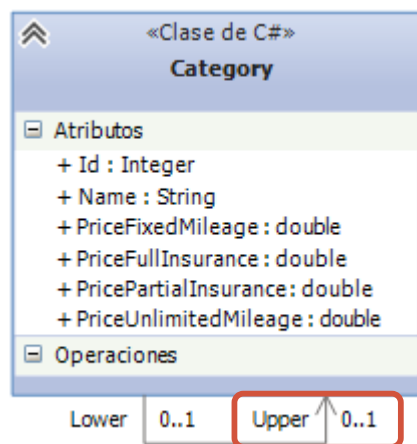 «Clase de C#»
Category
Atributos
+ Id : Integer
+ Name : String
+ PriceFixedMileage : double
+ PriceFullInsurance : double
+ PricePartialInsurance : double
+ PriceUnlimitedMileage : double
Operaciones
Lower 0..1 Upper 0..1